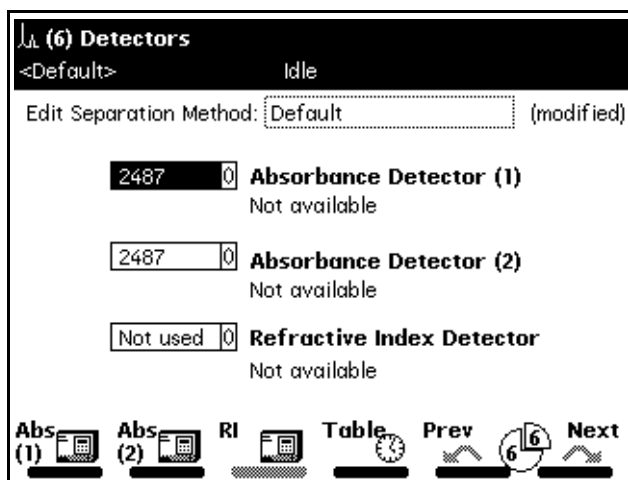 (6) Detectors
<Default> Idle
Edit Separation Method: Default (modified)
2487 0 Absorbance Detector (1)
Not available
2487 0 Absorbance Detector (2)
Not available
Not used 0 Refractive Index Detector
Not available
Abs (1) Abs (2) RI Table Prev 6 6 Next